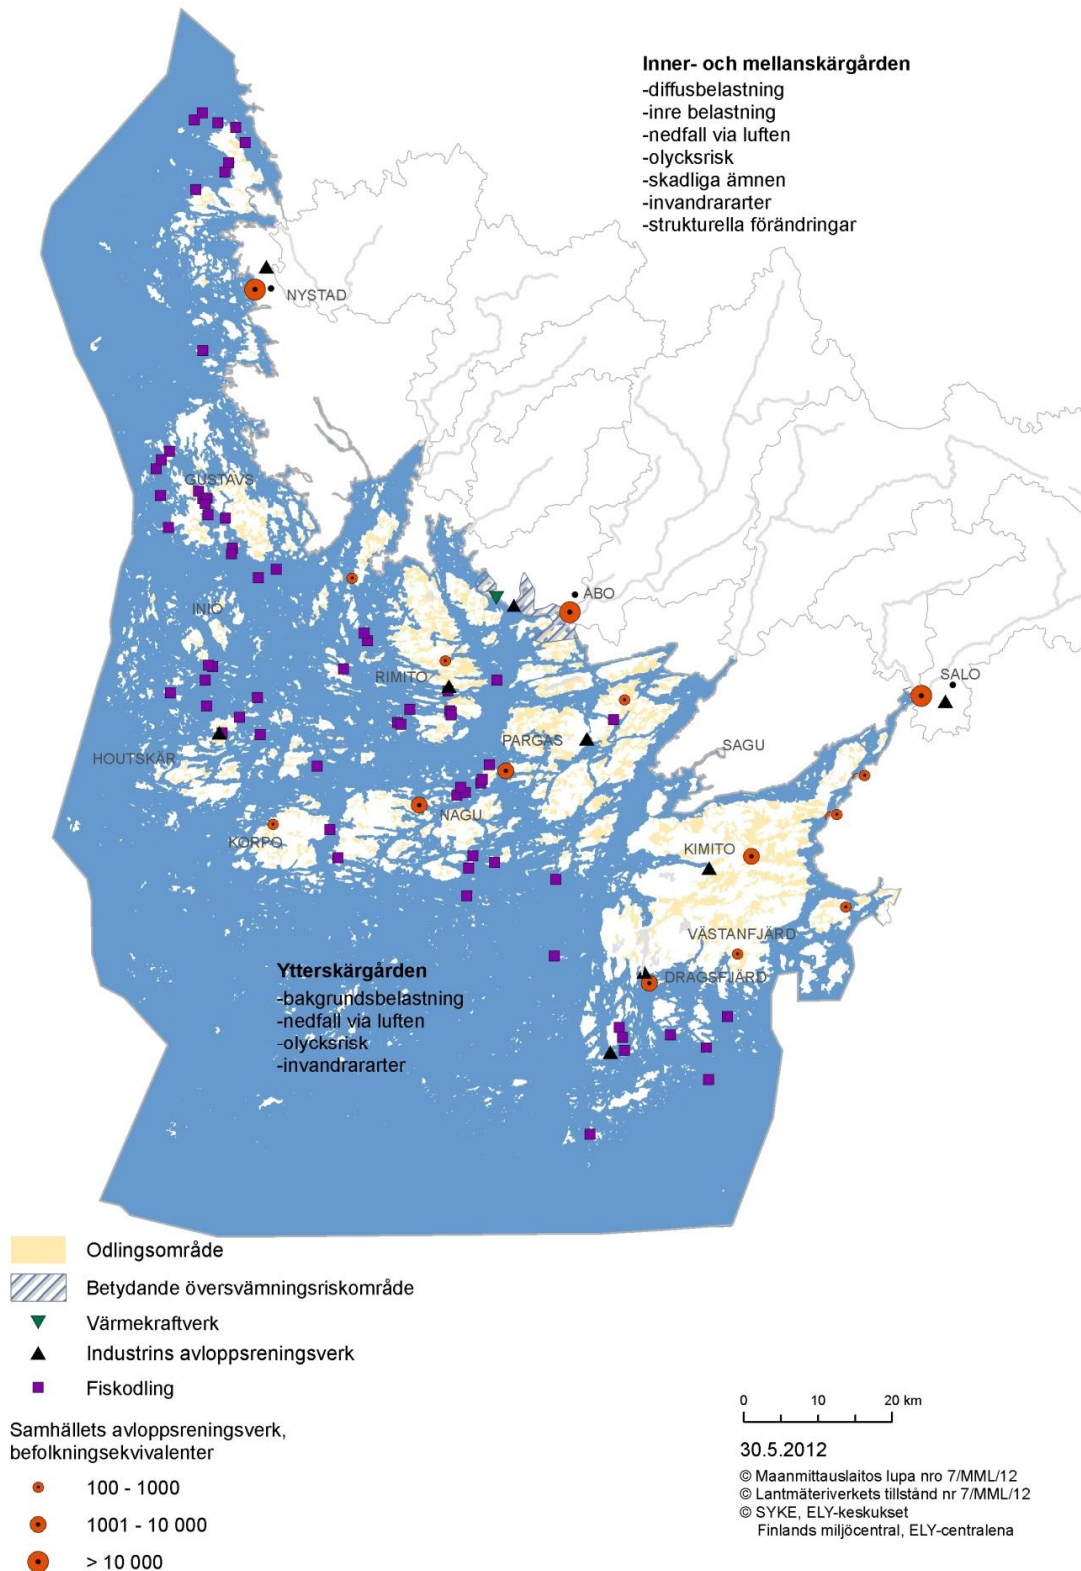 Inner- och mellanskärgården
-diffusbelastning
-inre belastning
-nedfall via luften
-olycksrisk
-skadliga ämnen
-invandrararter
-strukturella förändringar
NYSTAD
GUSTAVS
ÅBO
INIÖ
RIMITO
SALO
PARGAS
SAGU
HOUTSKÄR
NAGU
KORPO
KIMITO
VÄSTANFJÄRD
DRAGSFJÄRD
Ytterskärgården
-bakgrundsbelastning
-nedfall via luften
-olycksrisk
-invandrararter
Odlingsområde
Betydande översvämningsriskområde
Värmekraftverk
Industrins avloppsreningsverk
Fiskodling
Samhällets avloppsreningsverk,
befolkningsekvivalenter
100 - 1000
1001 - 10 000
> 10 000
0 10 20 km
30.5.2012
© Maanmittauslaitos lupa nro 7/MML/12
© Lantmäteriverkets tillstånd nr 7/MML/12
© SYKE, ELY-keskukset
Finlands miljöcentral, ELY-centralena